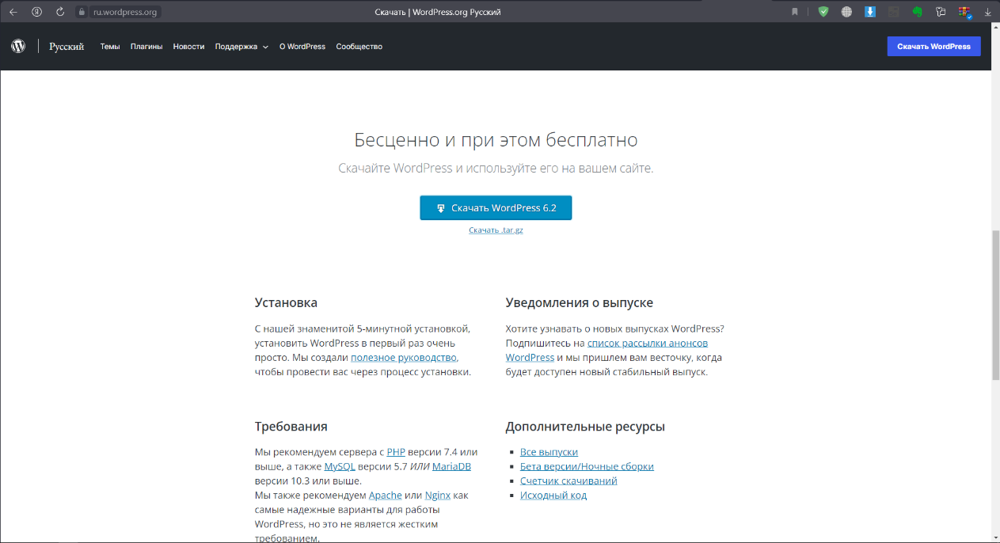 ru.wordpress.org
Скачать | WordPress.org Русский
Русский
Темы
Плагины
Новости
Поддержка
О WordPress
Сообщество
Скачать WordPress
Бесценно и при этом бесплатно
Скачайте WordPress и используйте его на вашем сайте.
Скачать WordPress 6.2
Скачать .tar.gz
Установка
С нашей знаменитой 5-минутной установкой,
установить WordPress в первый раз очень
просто. Мы создали полезное руководство,
чтобы провести вас через процесс установки.
Уведомления о выпуске
Хотите узнавать о новых выпусках WordPress?
Подпишитесь на список рассылки анонсов
WordPress и мы пришлем вам весточку, когда
будет доступен новый стабильный выпуск.
Требования
Мы рекомендуем сервера с PHP версии 7.4 или
выше, а также MySQL версии 5.7 ИЛИ MariaDB
версии 10.3 или выше.
Мы также рекомендуем Apache или Nginx как
самые надежные варианты для работы
WordPress, но это не является жестким
требованием.
Дополнительные ресурсы
Все выпуски
Бета версии/Ночные сборки
Счетчик скачиваний
Исходный код